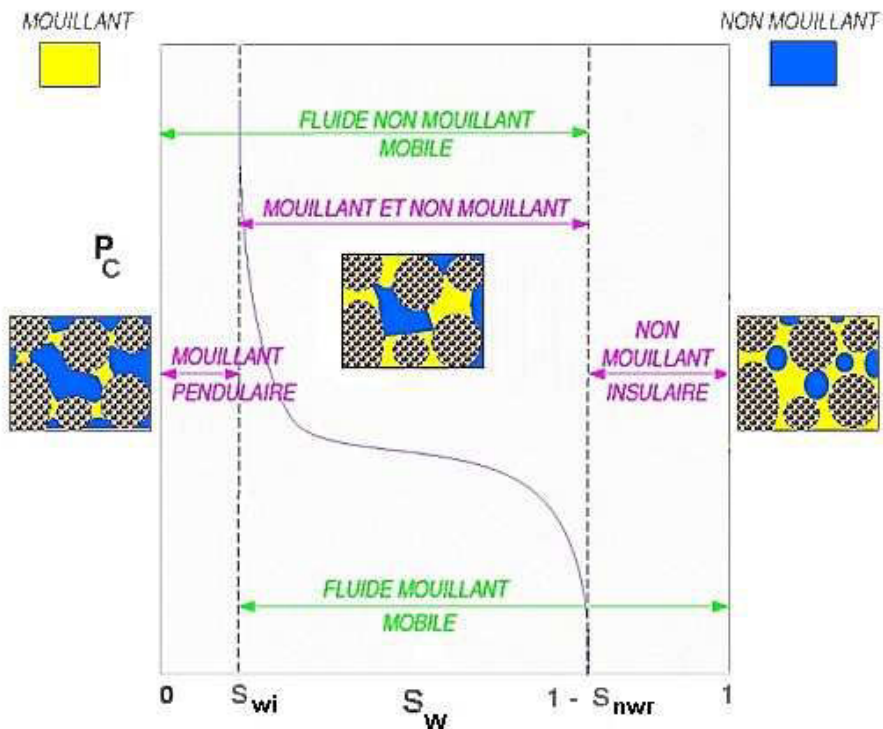 MOUILLANT
NON MOUILLANT
FLUIDE NON MOUILLANT
MOBILE
MOUILLANT ET NON MOUILLANT
P C
MOUILLANT
PENDULAIRE
NON
MOUILLANT
INSULAIRE
FLUIDE MOUILLANT
MOBILE
0 S wi S w 1 - S nwr 1